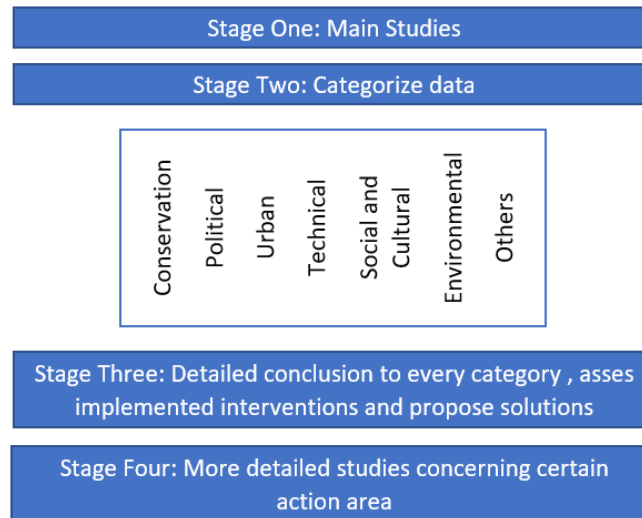 Stage One: Main Studies
Stage Two: Categorize data
Conservation
Political
Urban
Technical
Social and
Cultural
Environmental
Others
Stage Three: Detailed conclusion to every category , asses
implemented interventions and propose solutions
Stage Four: More detailed studies concerning certain
action area